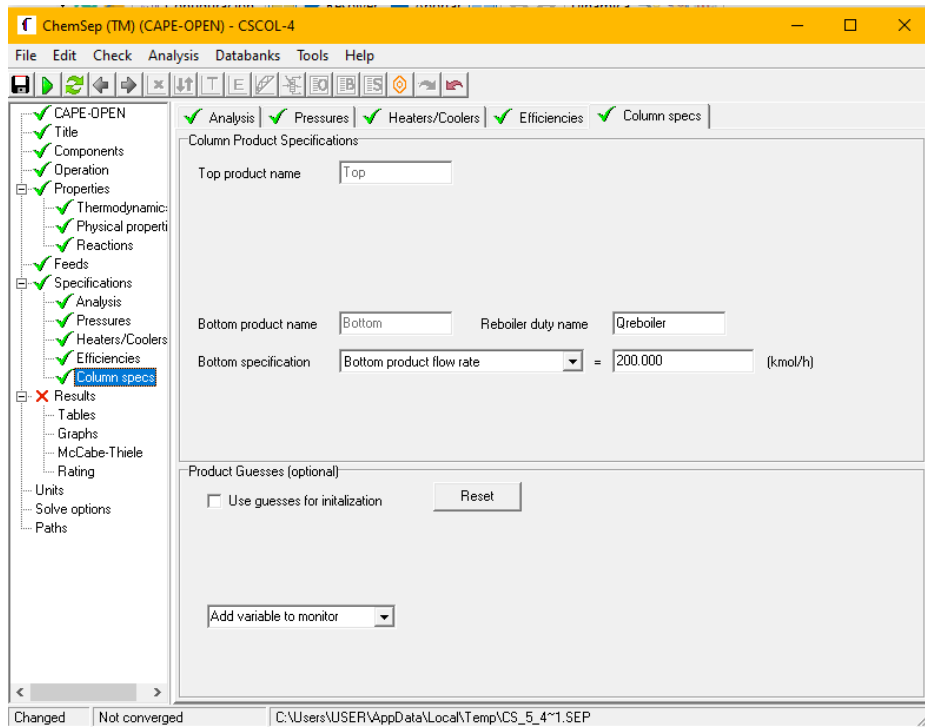 Configuración Resolver Abortar Dinámica
ChemSep (TM) (CAPE-OPEN) - CSCOL-4
File Edit Check Analysis Databanks Tools Help
T E
CAPE-OPEN
Title
Components
Operation
Properties
Thermodynamic
Physical properti
Reactions
Feeds
Specifications
Analysis
Pressures
Heaters/Coolers
Efficiencies
Column specs
Results
Tables
Graphs
McCabe-Thiele
Rating
Units
Solve options
Paths
Analysis Pressures Heaters/Coolers Efficiencies Column specs
Column Product Specifications
Top product name Top
Bottom product name Bottom Reboiler duty name Qreboiler
Bottom specification Bottom product flow rate = 200.000 (kmol/h)
Product Guesses (optional)
Use guesses for initalization Reset
Add variable to monitor
Changed Not converged C:\Users\USER\AppData\Local\Temp\CS_5_4~1.SEP